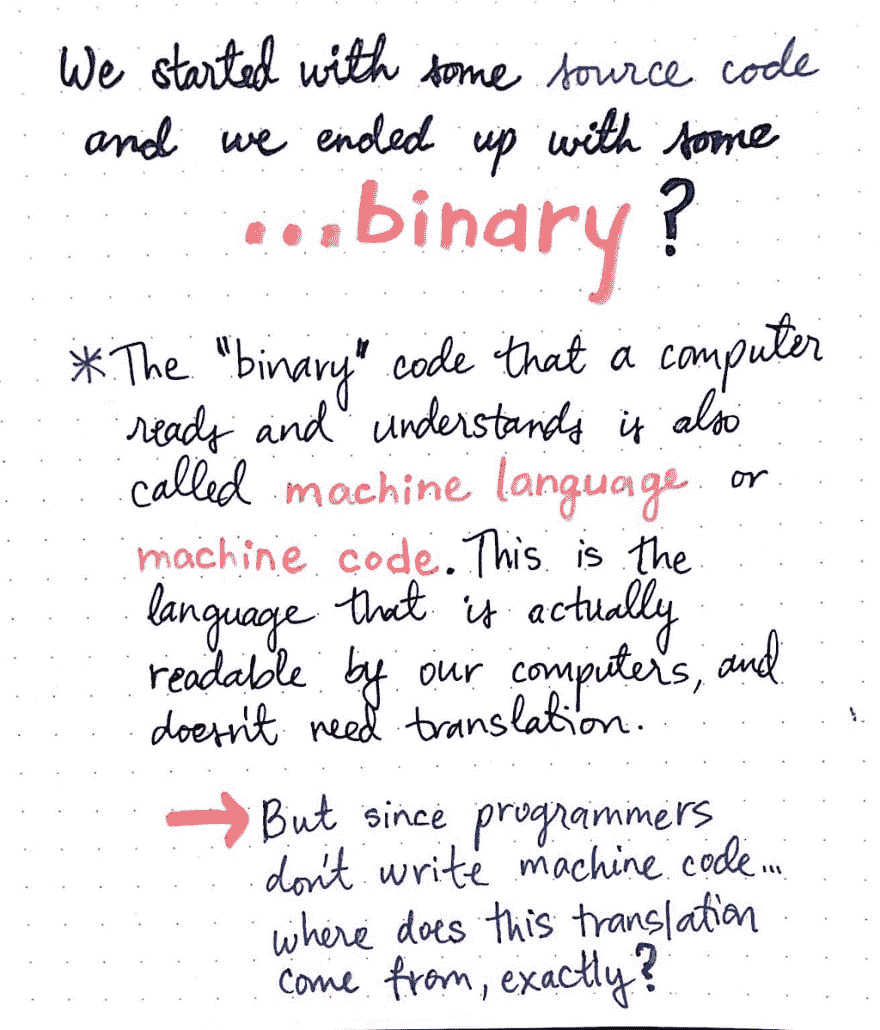 We started with some source code
and we ended up with some
...binary?
*The "binary" code that a computer
reads and understands is also
called machine language or
machine code. This is the
language that is actually
readable by our computers, and
doesn't need translation.
→ But since programmers
don't write machine code...
where does this translation
come from, exactly?